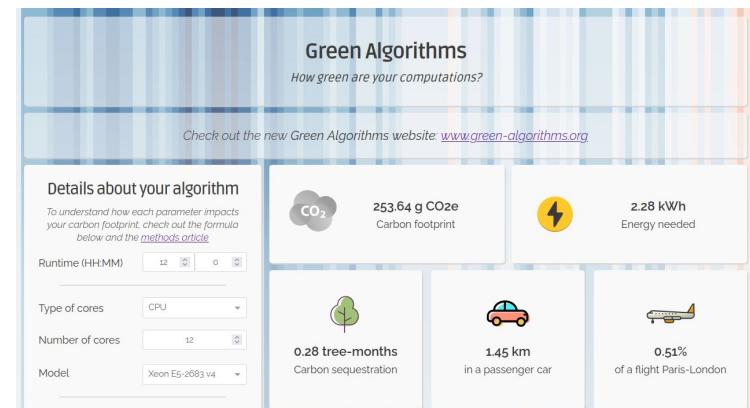 Green Algorithms
How green are your computations?
Check out the new Green Algorithms website: www.green-algorithms.org
Details about your algorithm
To understand how each parameter impacts
your carbon footprint, check out the formula
below and the methods article
Runtime (HH:MM) 12 0
Type of cores CPU
Number of cores 12
Model Xeon E5-2683 v4
CO2
253.64 g CO2e
Carbon footprint
2.28 kWh
Energy needed
0.28 tree-months
Carbon sequestration
1.45 km
in a passenger car
0.51%
of a flight Paris-London